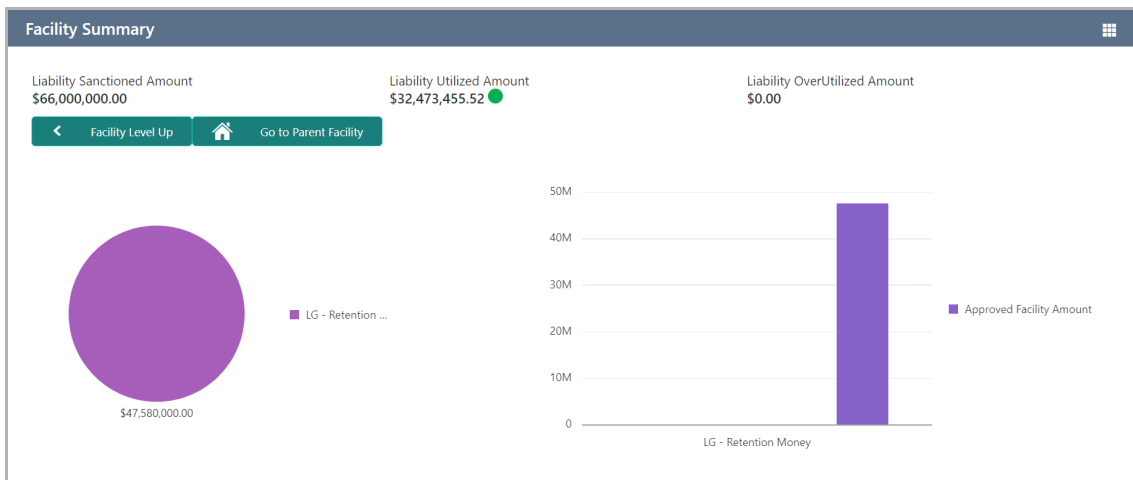 Facility Summary
Liability Sanctioned Amount
$66,000,000.00
Liability Utilized Amount
$32,473,455.52
Liability OverUtilized Amount
$0.00
Facility Level Up
Go to Parent Facility
LG - Retention ...
$47,580,000.00
50M
40M
30M
20M
10M
0
LG - Retention Money
Approved Facility Amount